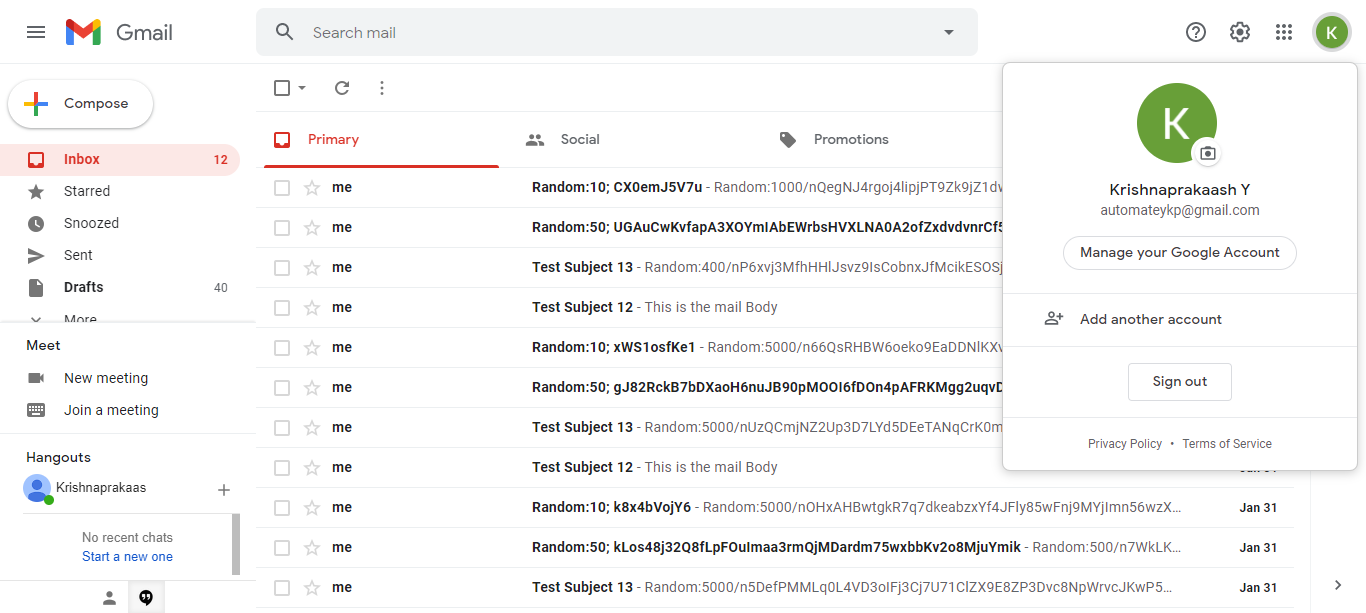 Gmail
Search mail
K
Compose
Inbox 12
Starred
Snoozed
Sent
Drafts 40
More
Meet
New meeting
Join a meeting
Hangouts
Krishnaprakaas
No recent chats
Start a new one
Primary Social Promotions
me Random:10; CX0emJ5V7u - Random:1000/nQegNJ4rgoj4lipjPT9Zk9jZ1dv
me Random:50; UGAuCwKvfapA3XOYmIAbEWrbsHVXLNA0A2ofZxdvdvnrCf5
me Test Subject 13 - Random:400/nP6xvj3MfhHHlJsvz9IsCobnxJfMcikESOSj
me Test Subject 12 - This is the mail Body
me Random:10; xWS1osfKe1 - Random:5000/n66QsRHBW6oeko9EaDDNlKXv
me Random:50; gJ82RckB7bDXaoH6nuJB90pMOOI6fDOn4pAFRKMgg2uqvD
me Test Subject 13 - Random:5000/nUzQCmjNZ2Up3D7LYd5DEeTANqCrK0m
me Test Subject 12 - This is the mail Body Jan 31
me Random:10; k8x4bVojY6 - Random:5000/nOHxAHBwtgkR7q7dkeabzxYf4JFly85wFnj9MYjImn56wzX… Jan 31
me Random:50; kLos48j32Q8fLpFOulmaa3rmQjMDardm75wxbbKv2o8MjuYmik - Random:500/n7WkLK… Jan 31
me Test Subject 13 - Random:5000/n5DefPMMLq0L4VD3oIFj3Cj7U71ClZX9E8ZP3Dvc8NpWrvcJKwP5… Jan 31
K
Krishnaprakaash Y
automateykp@gmail.com
Manage your Google Account
Add another account
Sign out
Privacy Policy • Terms of Service